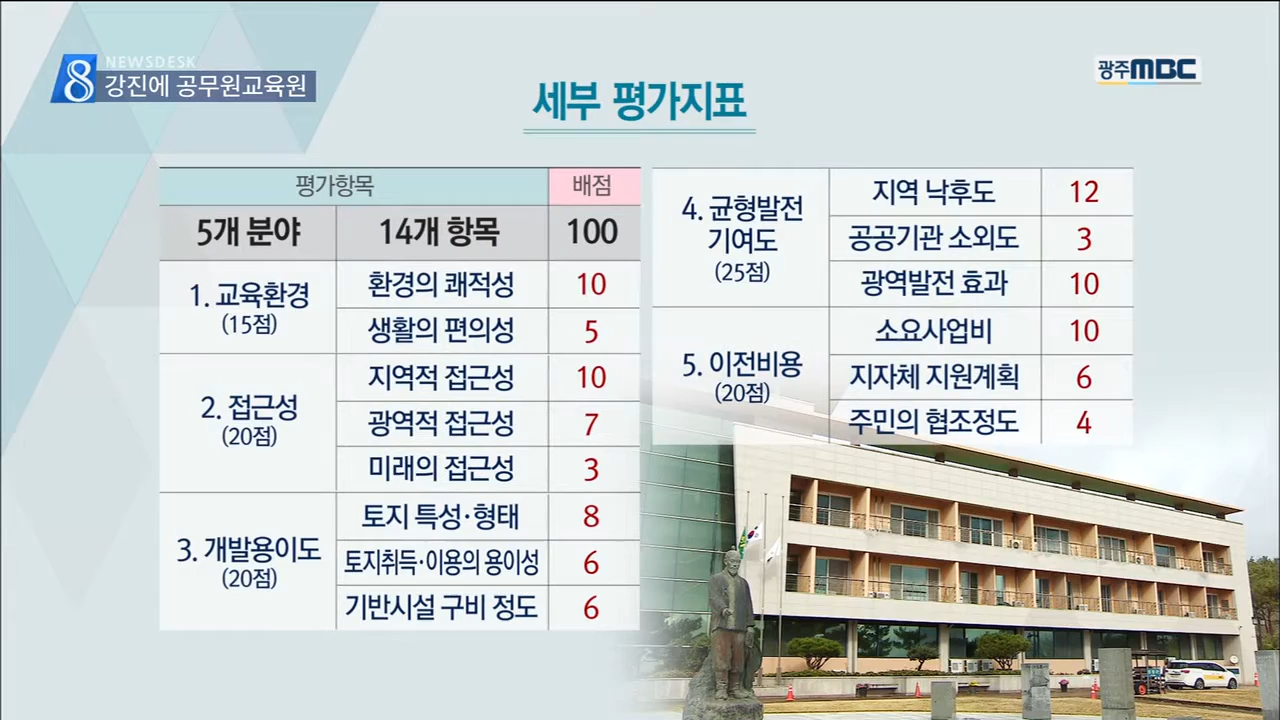 NEWSDESK
8 강진에 공무원교육원
광주MBC
세부 평가지표
평가항목 배점
5개 분야 14개 항목 100
1. 교육환경
(15점)
환경의 쾌적성 10
생활의 편의성 5
2. 접근성
(20점)
지역적 접근성 10
광역적 접근성 7
미래의 접근성 3
3. 개발용이도
(20점)
토지 특성·형태 8
토지취득·이용의 용이성 6
기반시설 구비 정도 6
4. 균형발전
기여도
(25점)
지역 낙후도 12
공공기관 소외도 3
광역발전 효과 10
5. 이전비용
(20점)
소요사업비 10
지자체 지원계획 6
주민의 협조정도 4